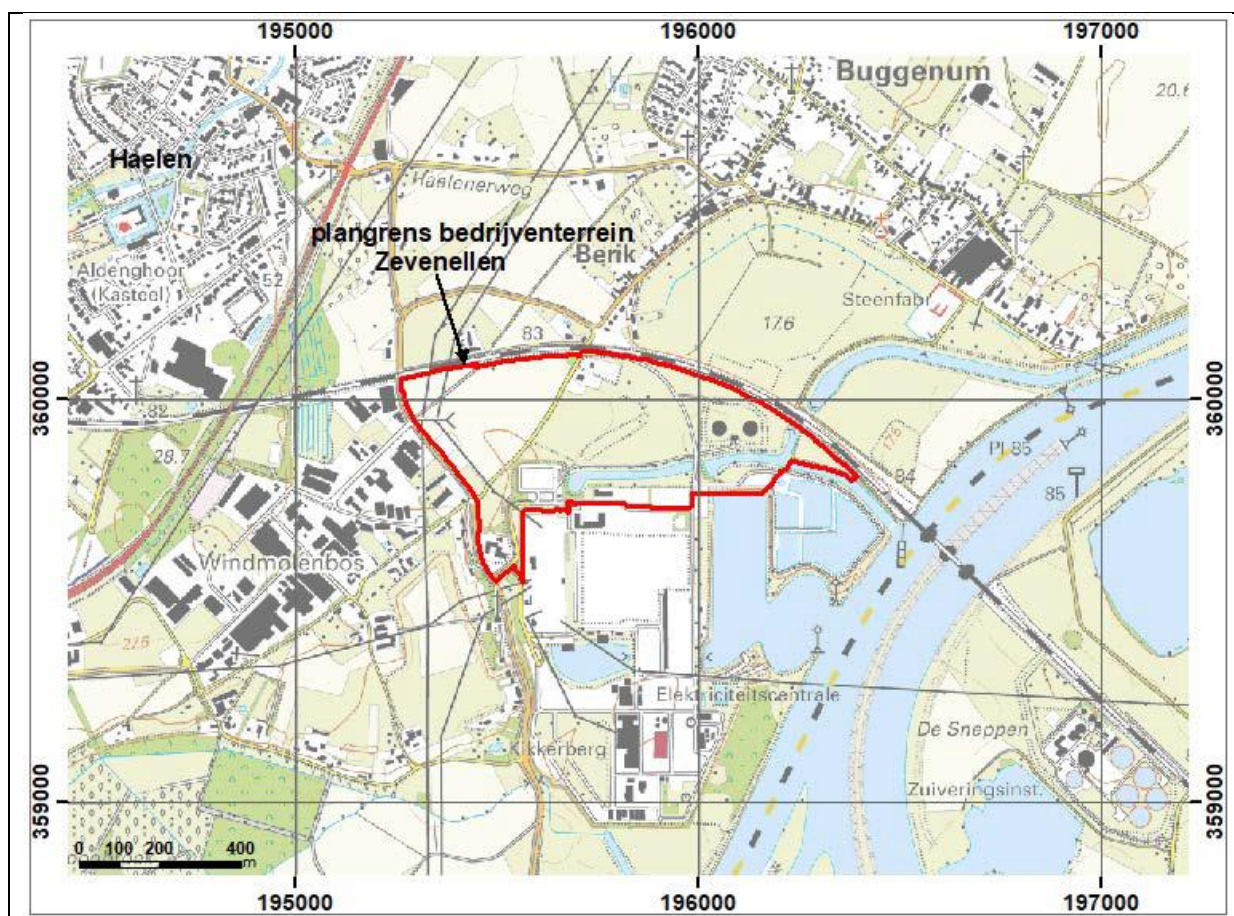 195000
196000
197000
Buggenum
20.6
Haelen
Haelenerweg
plangrens bedrijventerrein
Zevenellen
Berik
Aldenghoor
(Kasteel)
52
Steenfabr.
83
17.6
360000
360000
82
28.7
176
Pl 85
84
85
Windmolenbos
27.5
Elektriciteitscentrale
De Sneppen
Kikkerberg
Zuiveringsinst.
359000
359000
0 100 200 400
m
195000
196000
197000